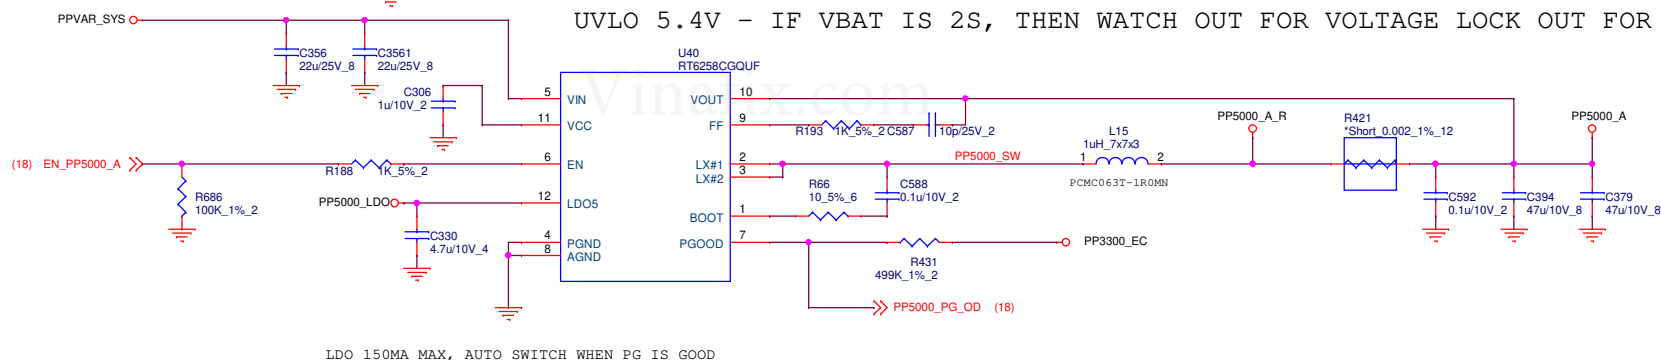 PPVAR_SYS
UVLO 5.4V - IF VBAT IS 2S, THEN WATCH OUT FOR VOLTAGE LOCK OUT FOR
C356
22u/25V_8
C3561
22u/25V_8
C306
1u/10V_2
U40
RT6258CGQUF
Vinafix.com
5 VIN
11 VCC
6 EN
12 LDO5
4 PGND
8 AGND
VOUT 10
FF 9
LX#1 2
LX#2 3
BOOT 1
PGOOD 7
(18) EN_PP5000_A
R188 1K_5%_2
R686
100K_1%_2
PP5000_LDO
C330
4.7u/10V_4
R193 1K_5%_2
C587 10p/25V_2
PP5000_SW
R66
10_5%_6
C588
0.1u/10V_2
L15
1uH_7x7x3
1 2
PCMC063T-1R0MN
PP5000_A_R
R421
*Short_0.002_1%_12
PP5000_A
C592
0.1u/10V_2
C394
47u/10V_8
C379
47u/10V_8
R431
499K_1%_2
PP3300_EC
PP5000_PG_OD (18)
LDO 150MA MAX, AUTO SWITCH WHEN PG IS GOOD